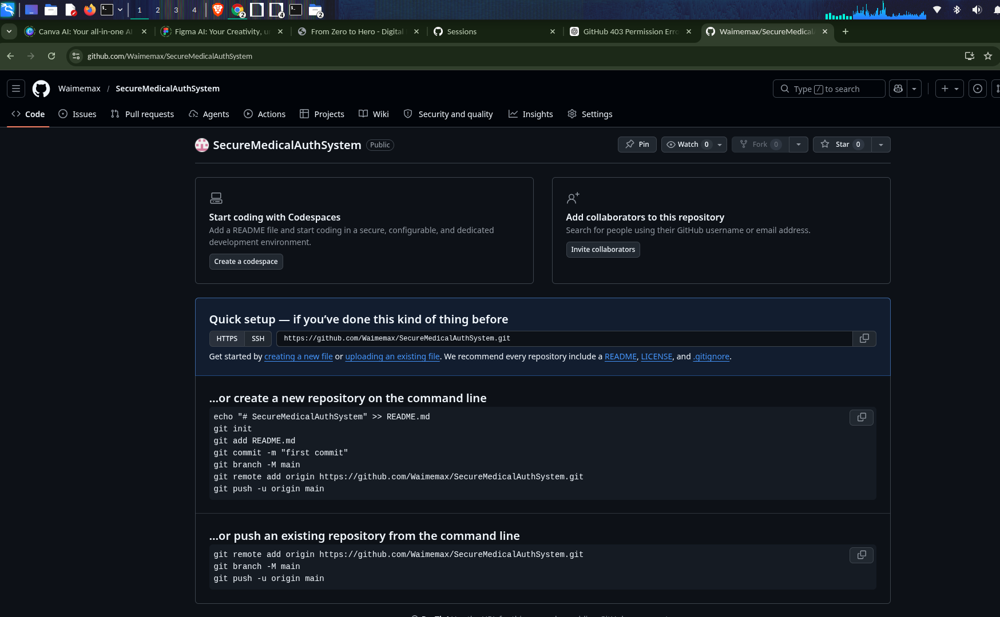 1 2 3 4 2 4 2
Canva AI: Your all-in-one AI
Figma AI: Your Creativity, u
From Zero to Hero - Digital
Sessions
GitHub 403 Permission Erro
Waimemax/SecureMedical
github.com/Waimemax/SecureMedicalAuthSystem
Waimemax / SecureMedicalAuthSystem
Type / to search
Code Issues Pull requests Agents Actions Projects Wiki Security and quality Insights Settings
SecureMedicalAuthSystem Public
Pin Watch 0 Fork 0 Star 0
Start coding with Codespaces
Add a README file and start coding in a secure, configurable, and dedicated
development environment.
Create a codespace
Add collaborators to this repository
Search for people using their GitHub username or email address.
Invite collaborators
Quick setup — if you’ve done this kind of thing before
HTTPS SSH https://github.com/Waimemax/SecureMedicalAuthSystem.git
Get started by creating a new file or uploading an existing file. We recommend every repository include a README, LICENSE, and .gitignore.
…or create a new repository on the command line
echo "# SecureMedicalAuthSystem" >> README.md
git init
git add README.md
git commit -m "first commit"
git branch -M main
git remote add origin https://github.com/Waimemax/SecureMedicalAuthSystem.git
git push -u origin main
…or push an existing repository from the command line
git remote add origin https://github.com/Waimemax/SecureMedicalAuthSystem.git
git branch -M main
git push -u origin main